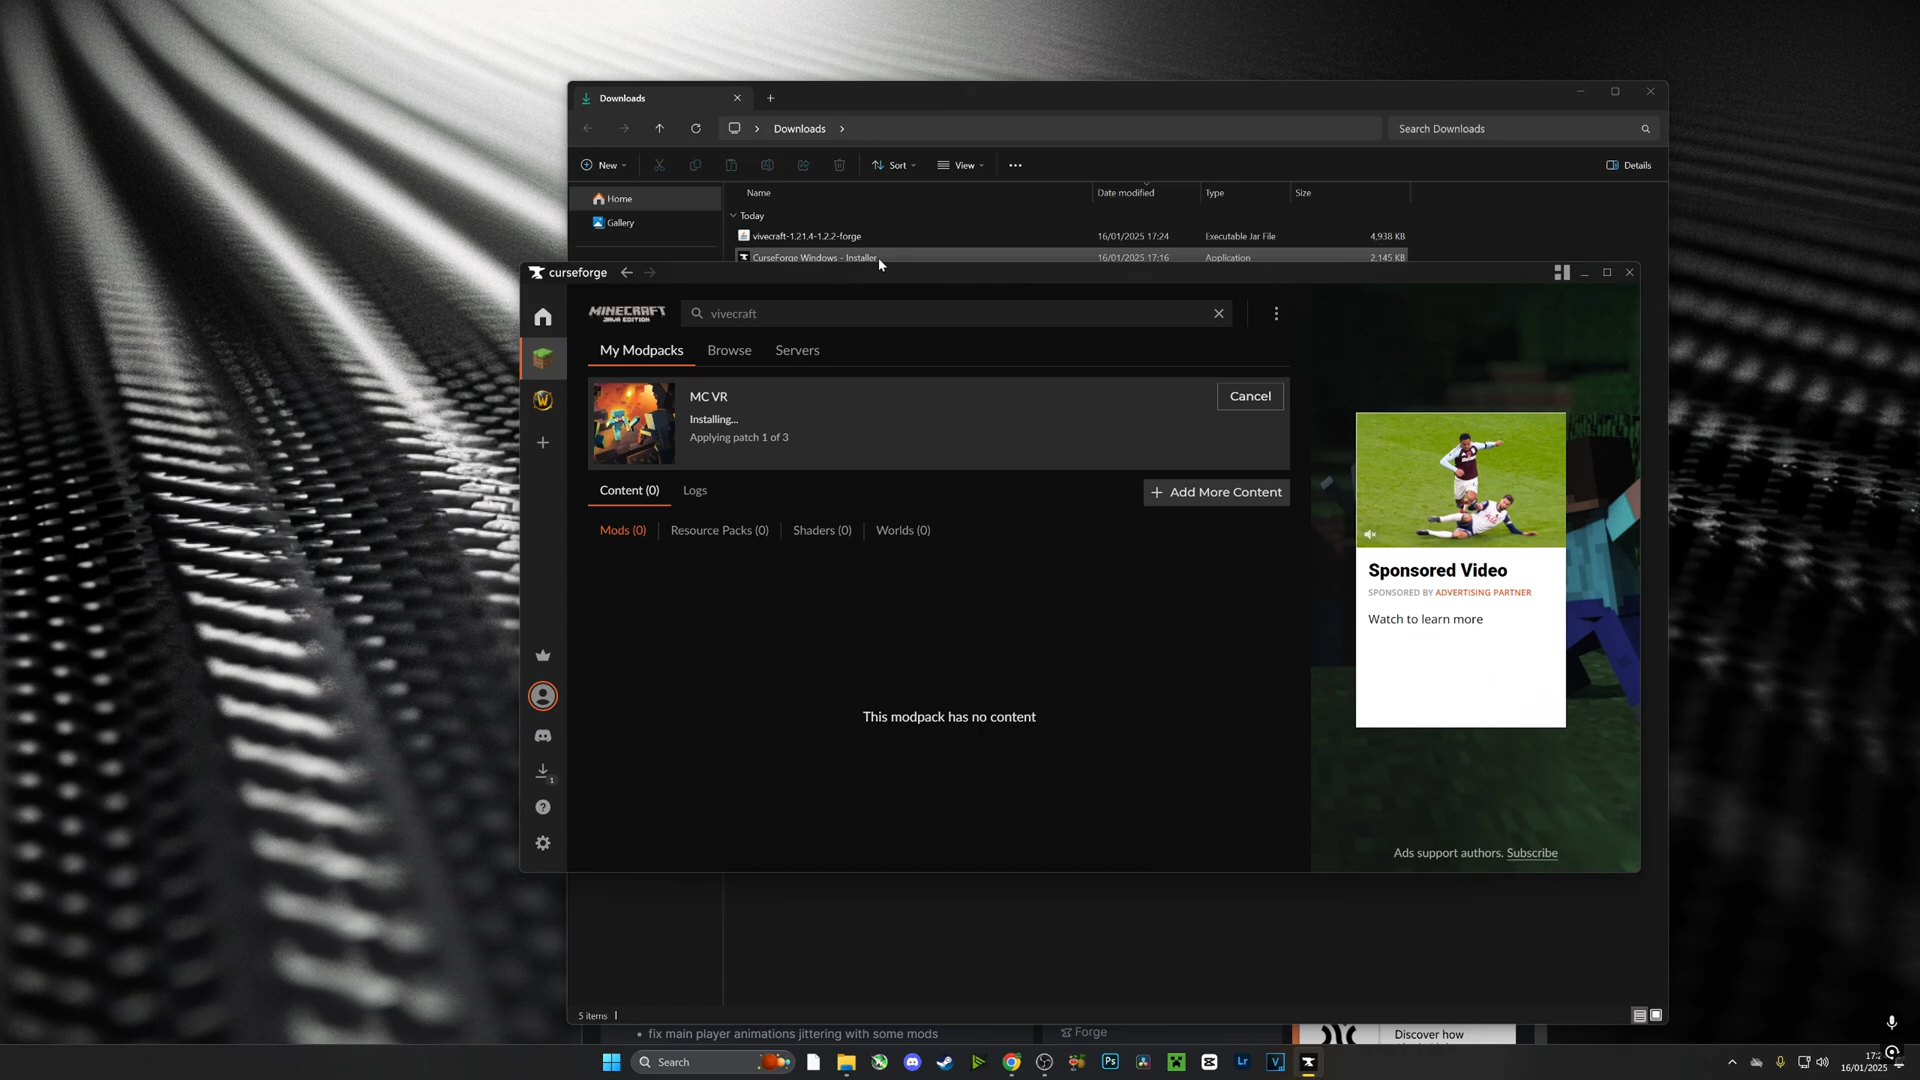 Downloads
Downloads
Search Downloads
New
Sort
View
Details
Name
Date modified
Type
Size
Home
Gallery
Today
vivecraft-1.21.4-1.2.2-forge
16/01/2025 17:24
Executable Jar File
4,938 KB
CurseForge Windows - Installer
16/01/2025 17:16
Application
2,145 KB
curseforge
MINECRAFT
JAVA EDITION
vivecraft
My Modpacks
Browse
Servers
MC VR
Installing...
Applying patch 1 of 3
Cancel
Content (0)
Logs
Add More Content
Mods (0)
Resource Packs (0)
Shaders (0)
Worlds (0)
This modpack has no content
1
Sponsored Video
SPONSORED BY ADVERTISING PARTNER
Watch to learn more
Ads support authors. Subscribe
5 items
• fix main player animations jittering with some mods
Forge
Discover how
Search
Ps
Lr
V
16/01/2025